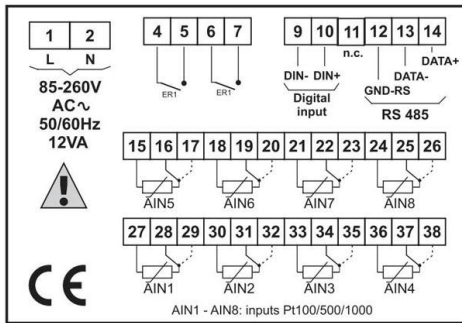 1 2
L N
85-260V
AC∿
50/60Hz
12VA
4 5 6 7
ER1 ER1
9 10 11 12 13 14
n.c.
DIN- DIN+
Digital
input
DATA+
DATA-
GND-RS
RS 485
15 16 17 18 19 20 21 22 23 24 25 26
AIN5 AIN6 AIN7 AIN8
27 28 29 30 31 32 33 34 35 36 37 38
AIN1 AIN2 AIN3 AIN4
CE
AIN1 - AIN8: inputs Pt100/500/1000